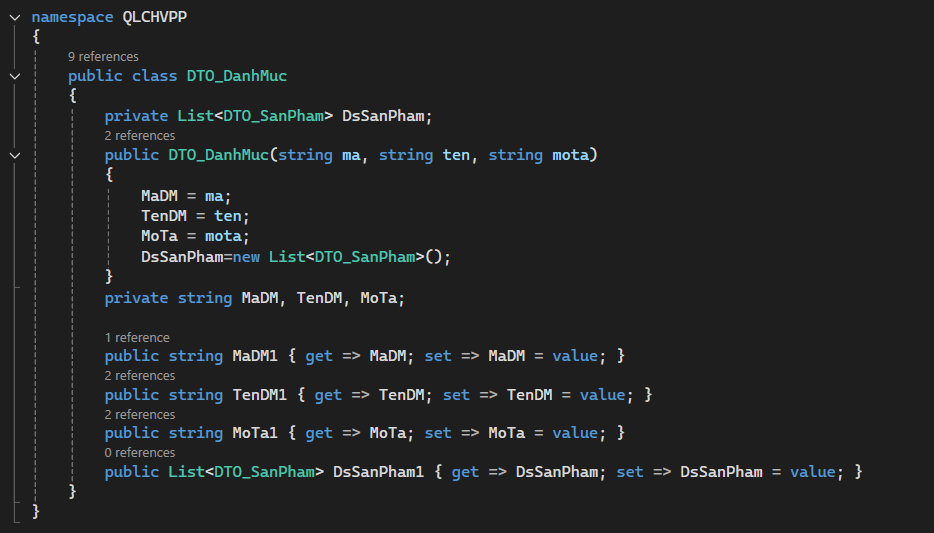 namespace QLCHVPP
{
9 references
public class DTO_DanhMuc
{
private List<DTO_SanPham> DsSanPham;
2 references
public DTO_DanhMuc(string ma, string ten, string mota)
{
MaDM = ma;
TenDM = ten;
MoTa = mota;
DsSanPham=new List<DTO_SanPham>();
}
private string MaDM, TenDM, MoTa;
1 reference
public string MaDM1 { get => MaDM; set => MaDM = value; }
2 references
public string TenDM1 { get => TenDM; set => TenDM = value; }
2 references
public string MoTa1 { get => MoTa; set => MoTa = value; }
0 references
public List<DTO_SanPham> DsSanPham1 { get => DsSanPham; set => DsSanPham = value; }
}
}